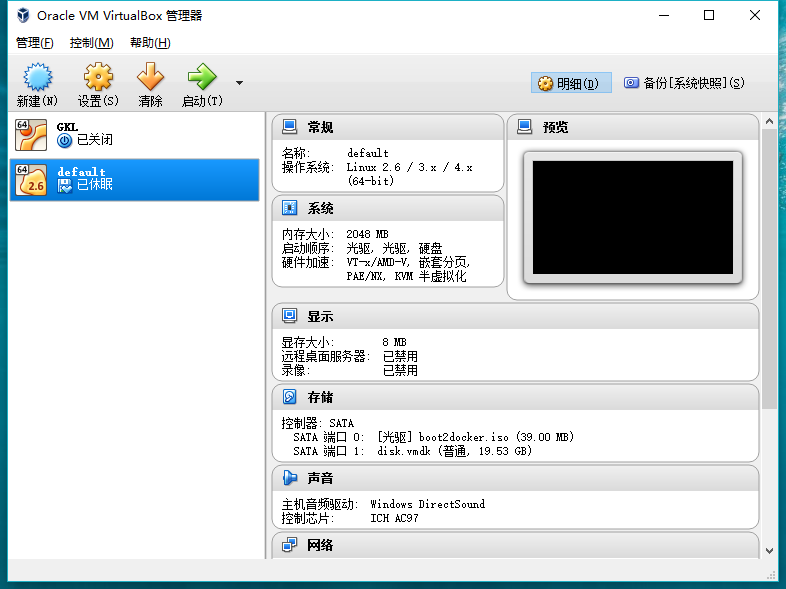 Oracle VM VirtualBox 管理器
管理(F) 控制(M) 帮助(H)
新建(N) 设置(S) 清除 启动(T) 明细(D) 备份[系统快照](S)
64 GKL
已关闭
64 2.6 default
已休眠
常规
名称: default
操作系统: Linux 2.6 / 3.x / 4.x
(64-bit)
预览
系统
内存大小: 2048 MB
启动顺序: 光驱, 光驱, 硬盘
硬件加速: VT-x/AMD-V, 嵌套分页,
PAE/NX, KVM 半虚拟化
显示
显存大小: 8 MB
远程桌面服务器: 已禁用
录像: 已禁用
存储
控制器: SATA
SATA 端口 0: [光驱] boot2docker.iso (39.00 MB)
SATA 端口 1: disk.vmdk (普通, 19.53 GB)
声音
主机音频驱动: Windows DirectSound
控制芯片: ICH AC97
网络